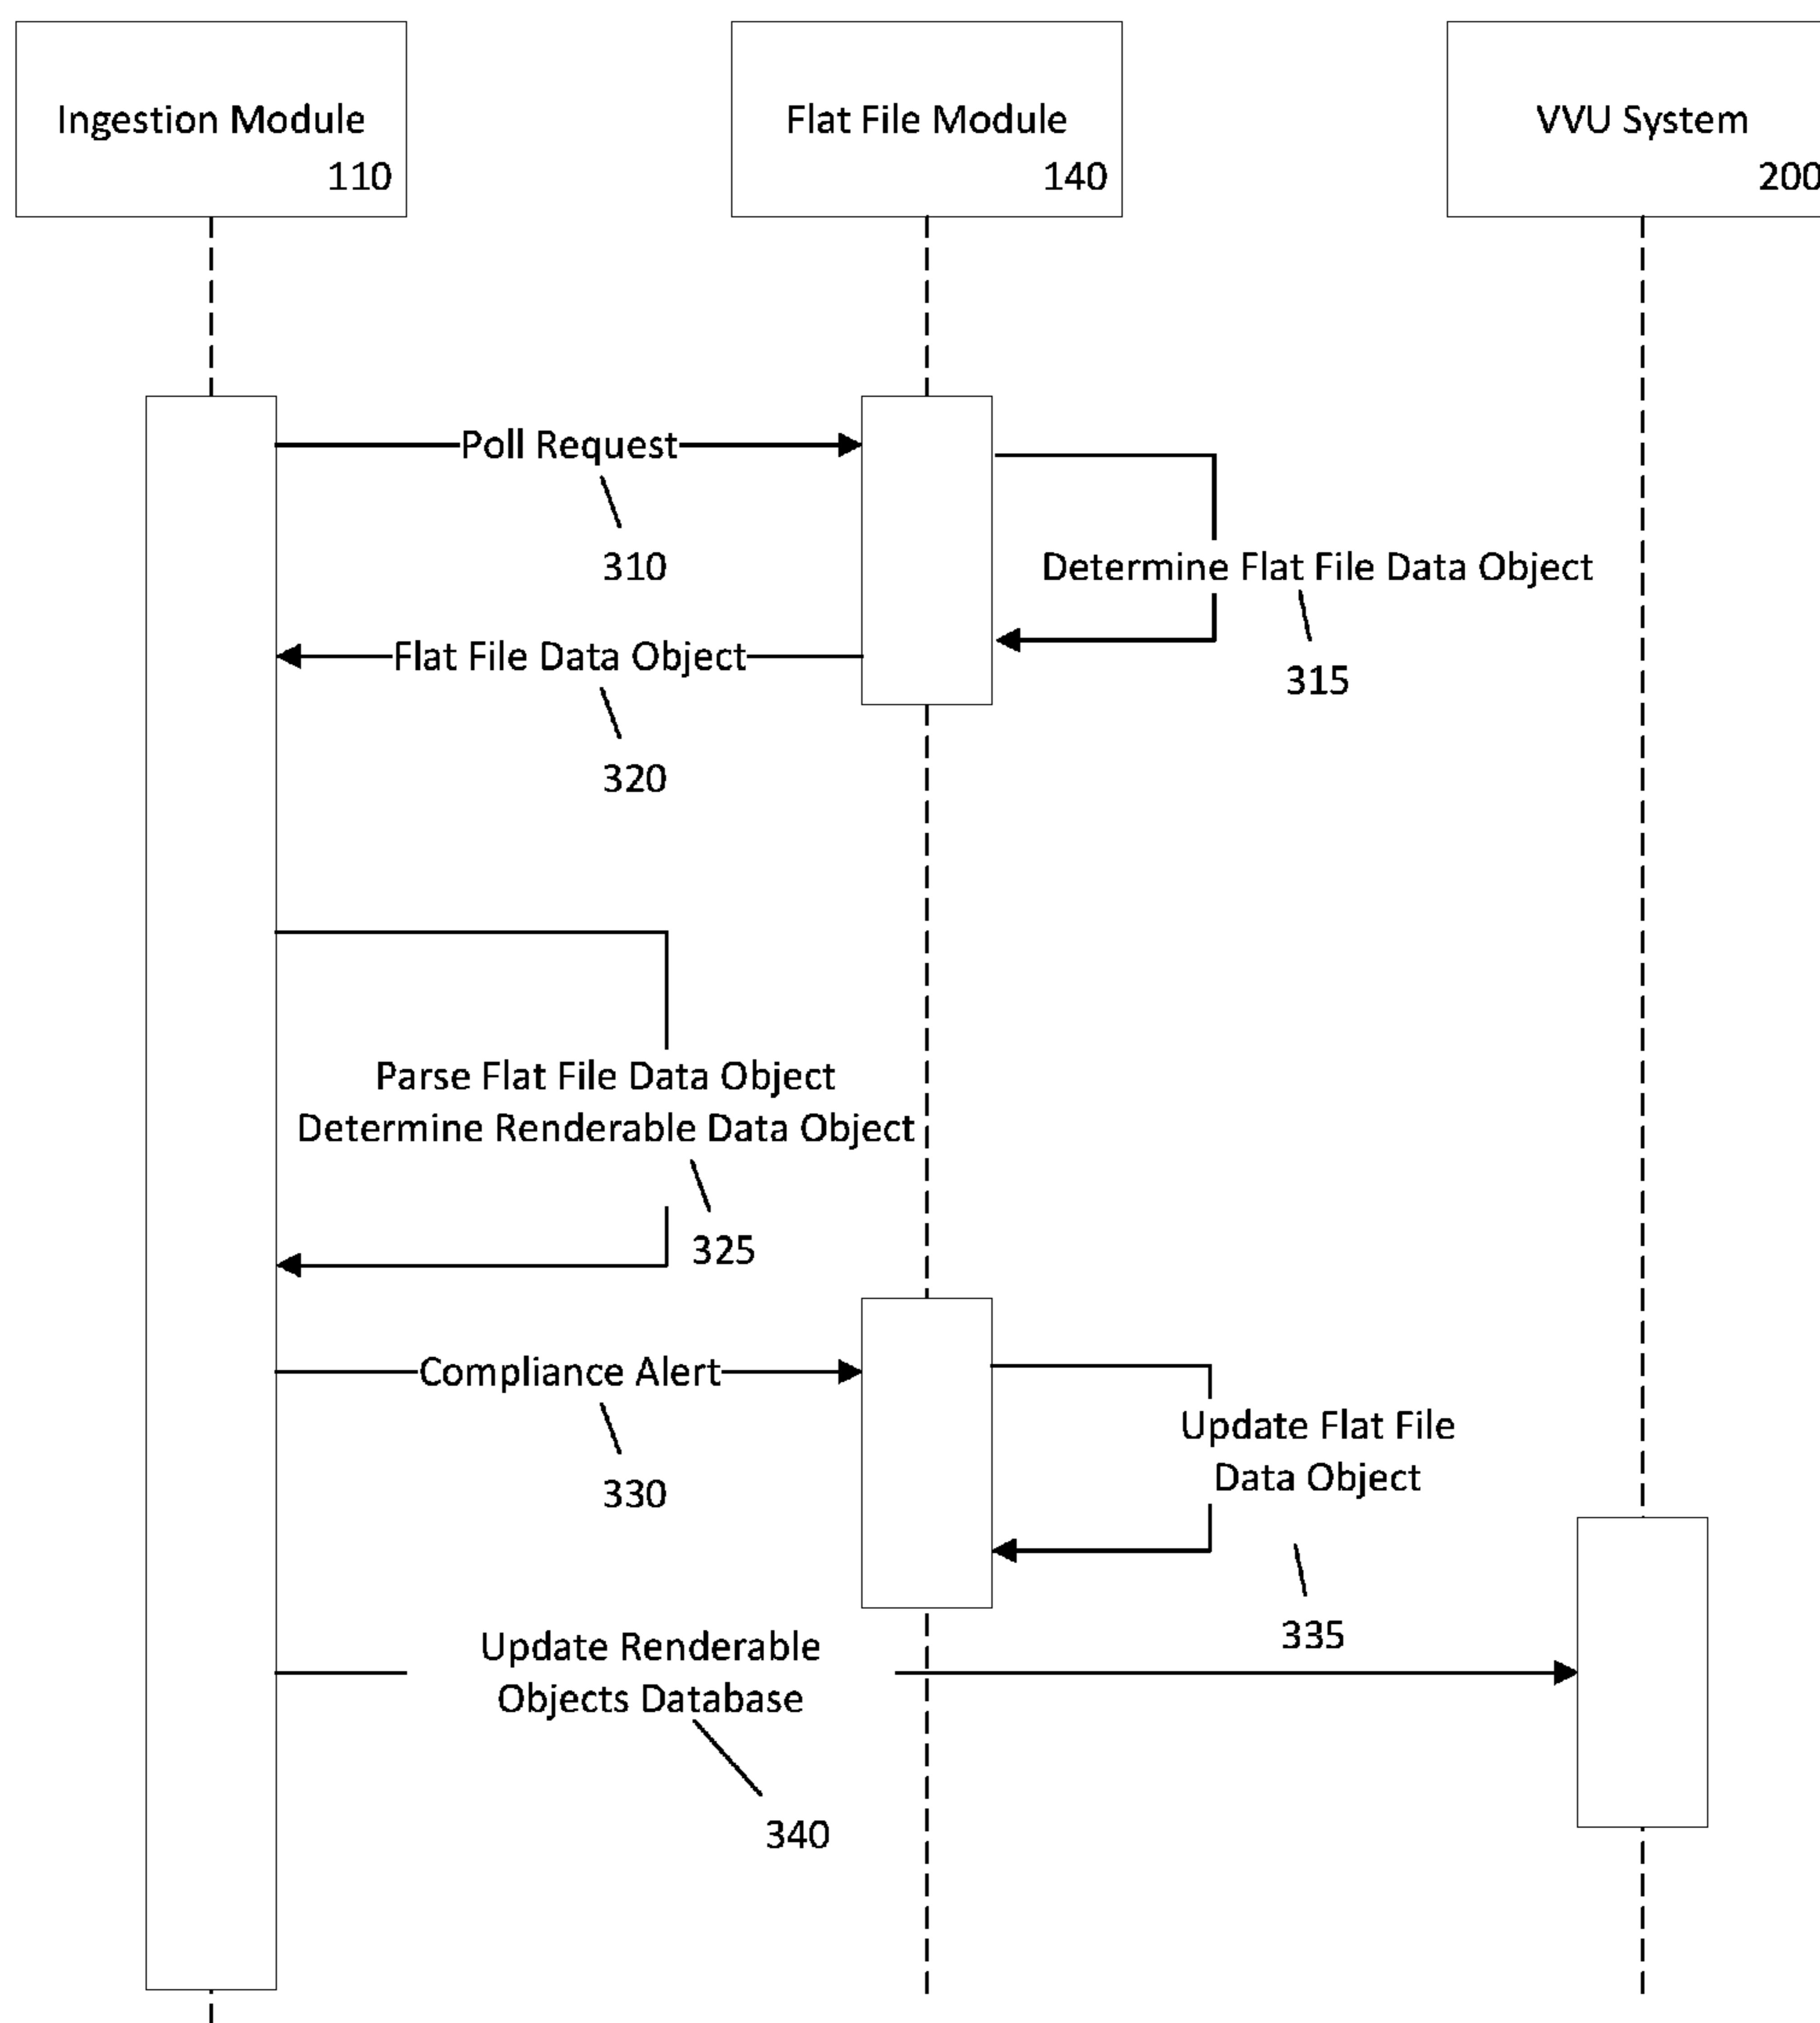 Ingestion Module
110
Flat File Module
140
VVU System
200
Poll Request
310
Determine Flat File Data Object
315
Flat File Data Object
320
Parse Flat File Data Object
Determine Renderable Data Object
325
Compliance Alert
330
Update Flat File
Data Object
335
Update Renderable
Objects Database
340